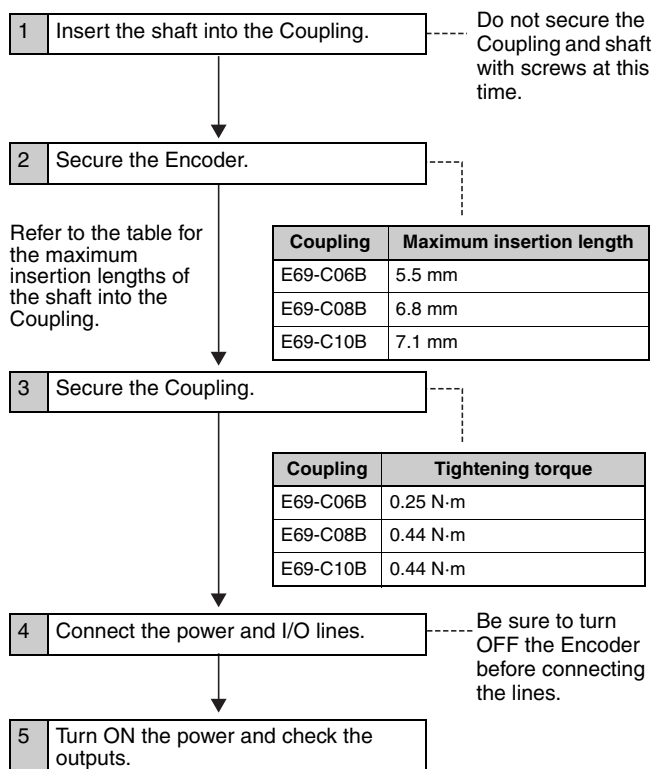 1 Insert the shaft into the Coupling.
Do not secure the
Coupling and shaft
with screws at this
time.
2 Secure the Encoder.
Refer to the table for
the maximum
insertion lengths of
the shaft into the
Coupling.
Coupling Maximum insertion length
E69-C06B 5.5 mm
E69-C08B 6.8 mm
E69-C10B 7.1 mm
3 Secure the Coupling.
Coupling Tightening torque
E69-C06B 0.25 N·m
E69-C08B 0.44 N·m
E69-C10B 0.44 N·m
4 Connect the power and I/O lines.
Be sure to turn
OFF the Encoder
before connecting
the lines.
5 Turn ON the power and check the
outputs.